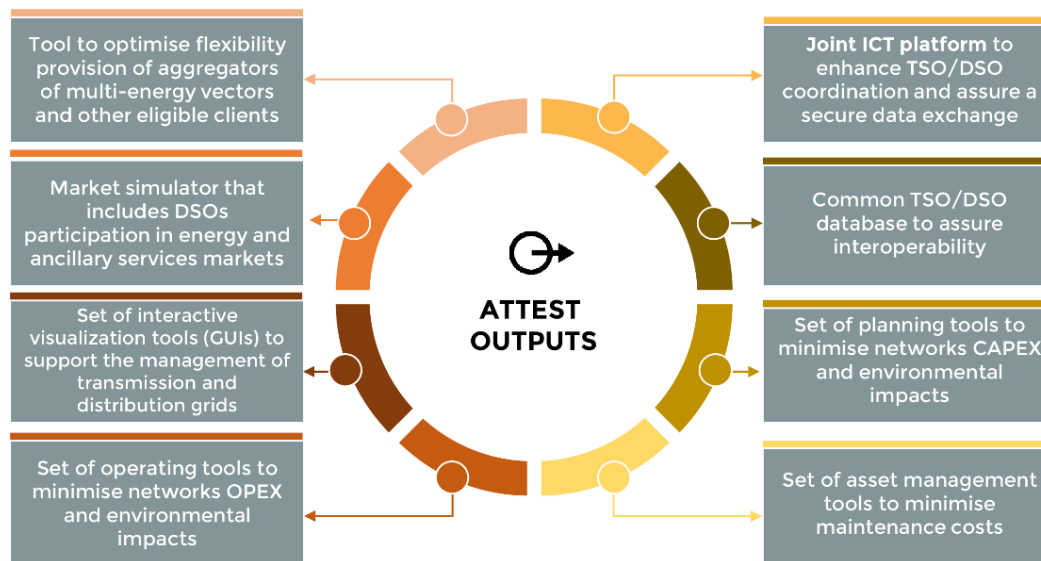 Tool to optimise flexibility
provision of aggregators
of multi-energy vectors
and other eligible clients
Market simulator that
includes DSOs
participation in energy and
ancillary services markets
Set of interactive
visualization tools (GUIs) to
support the management of
transmission and
distribution grids
Set of operating tools to
minimise networks OPEX
and environmental
impacts
ATTEST
OUTPUTS
Joint ICT platform to
enhance TSO/DSO
coordination and assure a
secure data exchange
Common TSO/DSO
database to assure
interoperability
Set of planning tools to
minimise networks CAPEX
and environmental
impacts
Set of asset management
tools to minimise
maintenance costs